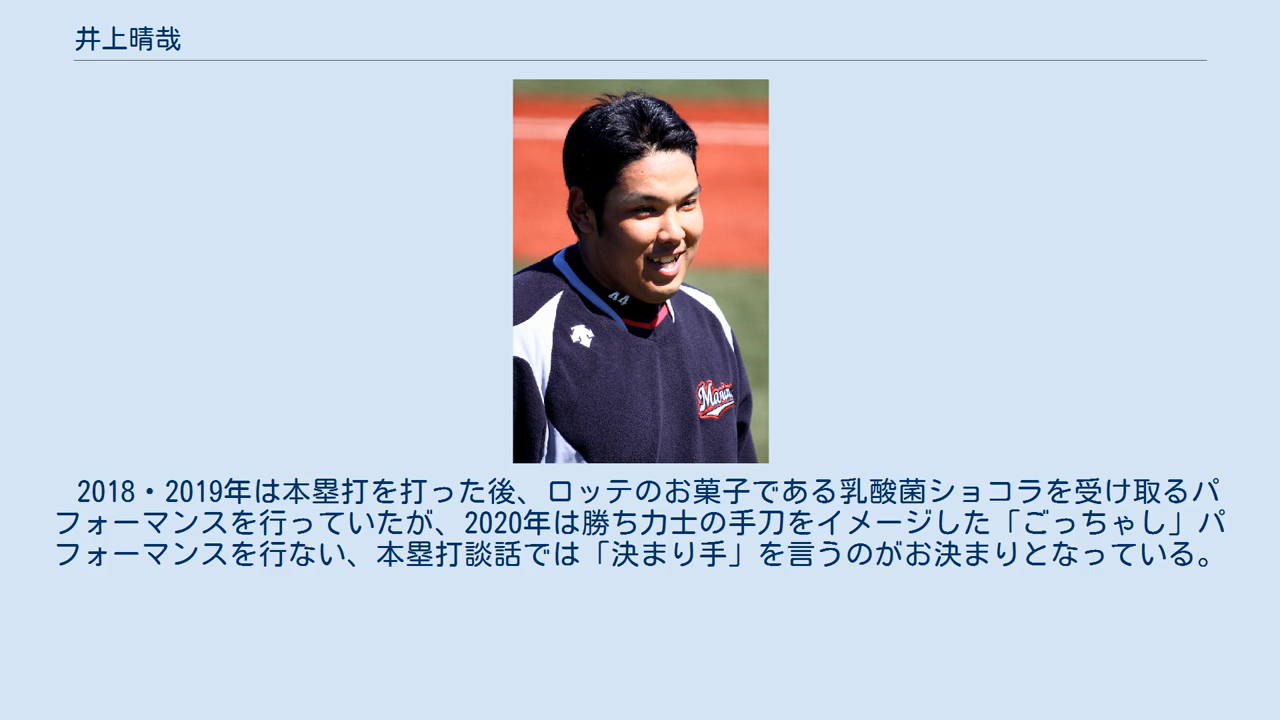 井上晴哉
44
2018・2019年は本塁打を打った後、ロッテのお菓子である乳酸菌ショコラを受け取るパ
フォーマンスを行っていたが、2020年は勝ち力士の手刀をイメージした「ごっちゃし」パ
フォーマンスを行ない、本塁打談話では「決まり手」を言うのがお決まりとなっている。